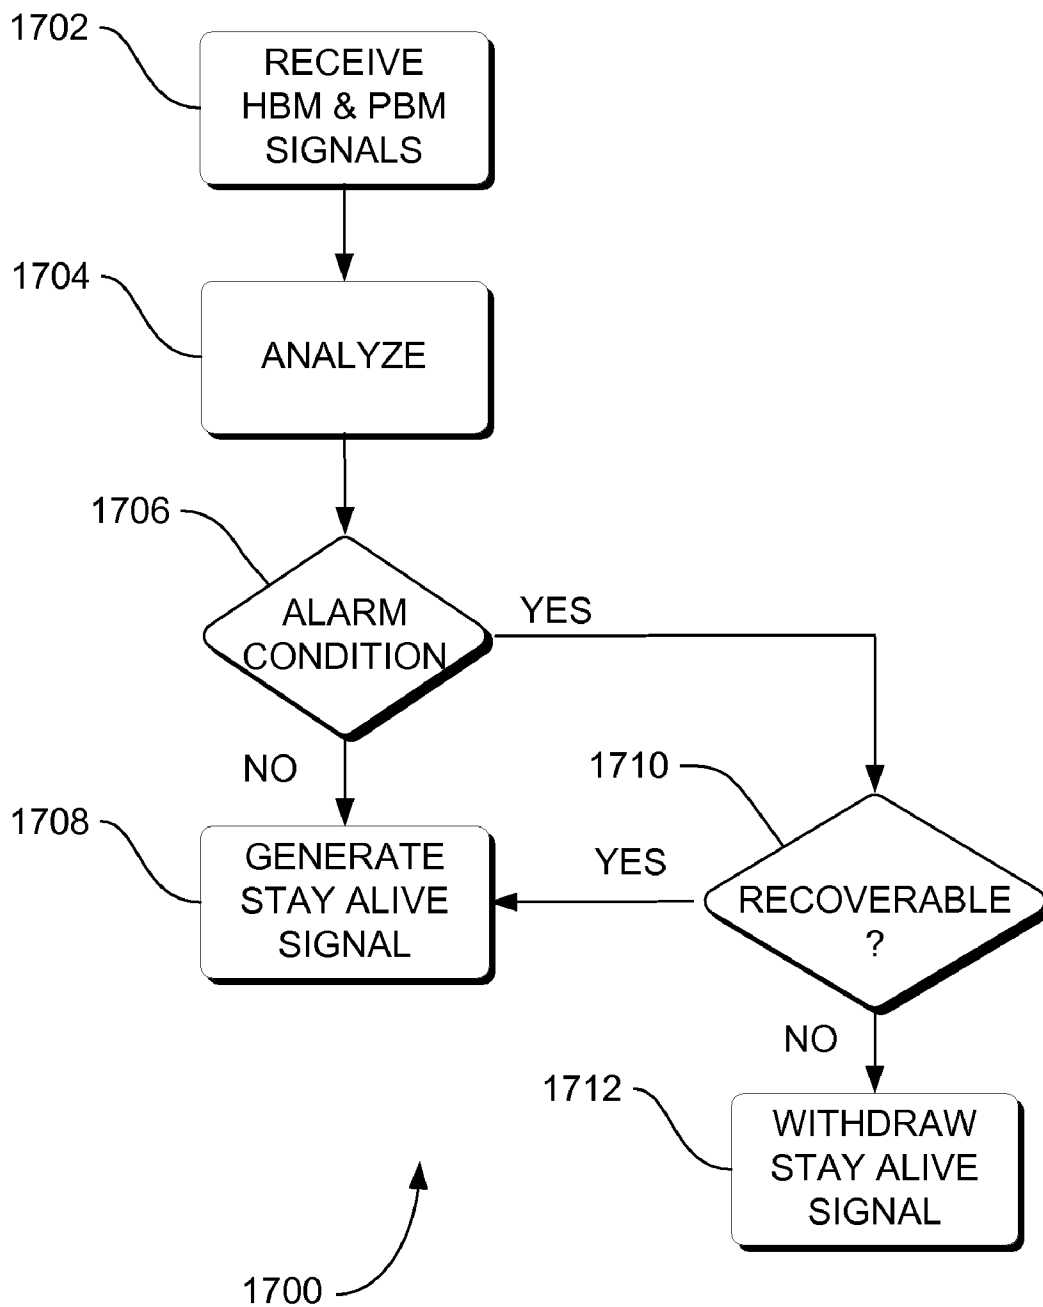 1702
RECEIVE
HBM & PBM
SIGNALS
1704
ANALYZE
1706
ALARM
CONDITION
YES
NO
1710
1708
GENERATE
STAY ALIVE
SIGNAL
YES
RECOVERABLE
?
NO
1712
WITHDRAW
STAY ALIVE
SIGNAL
1700